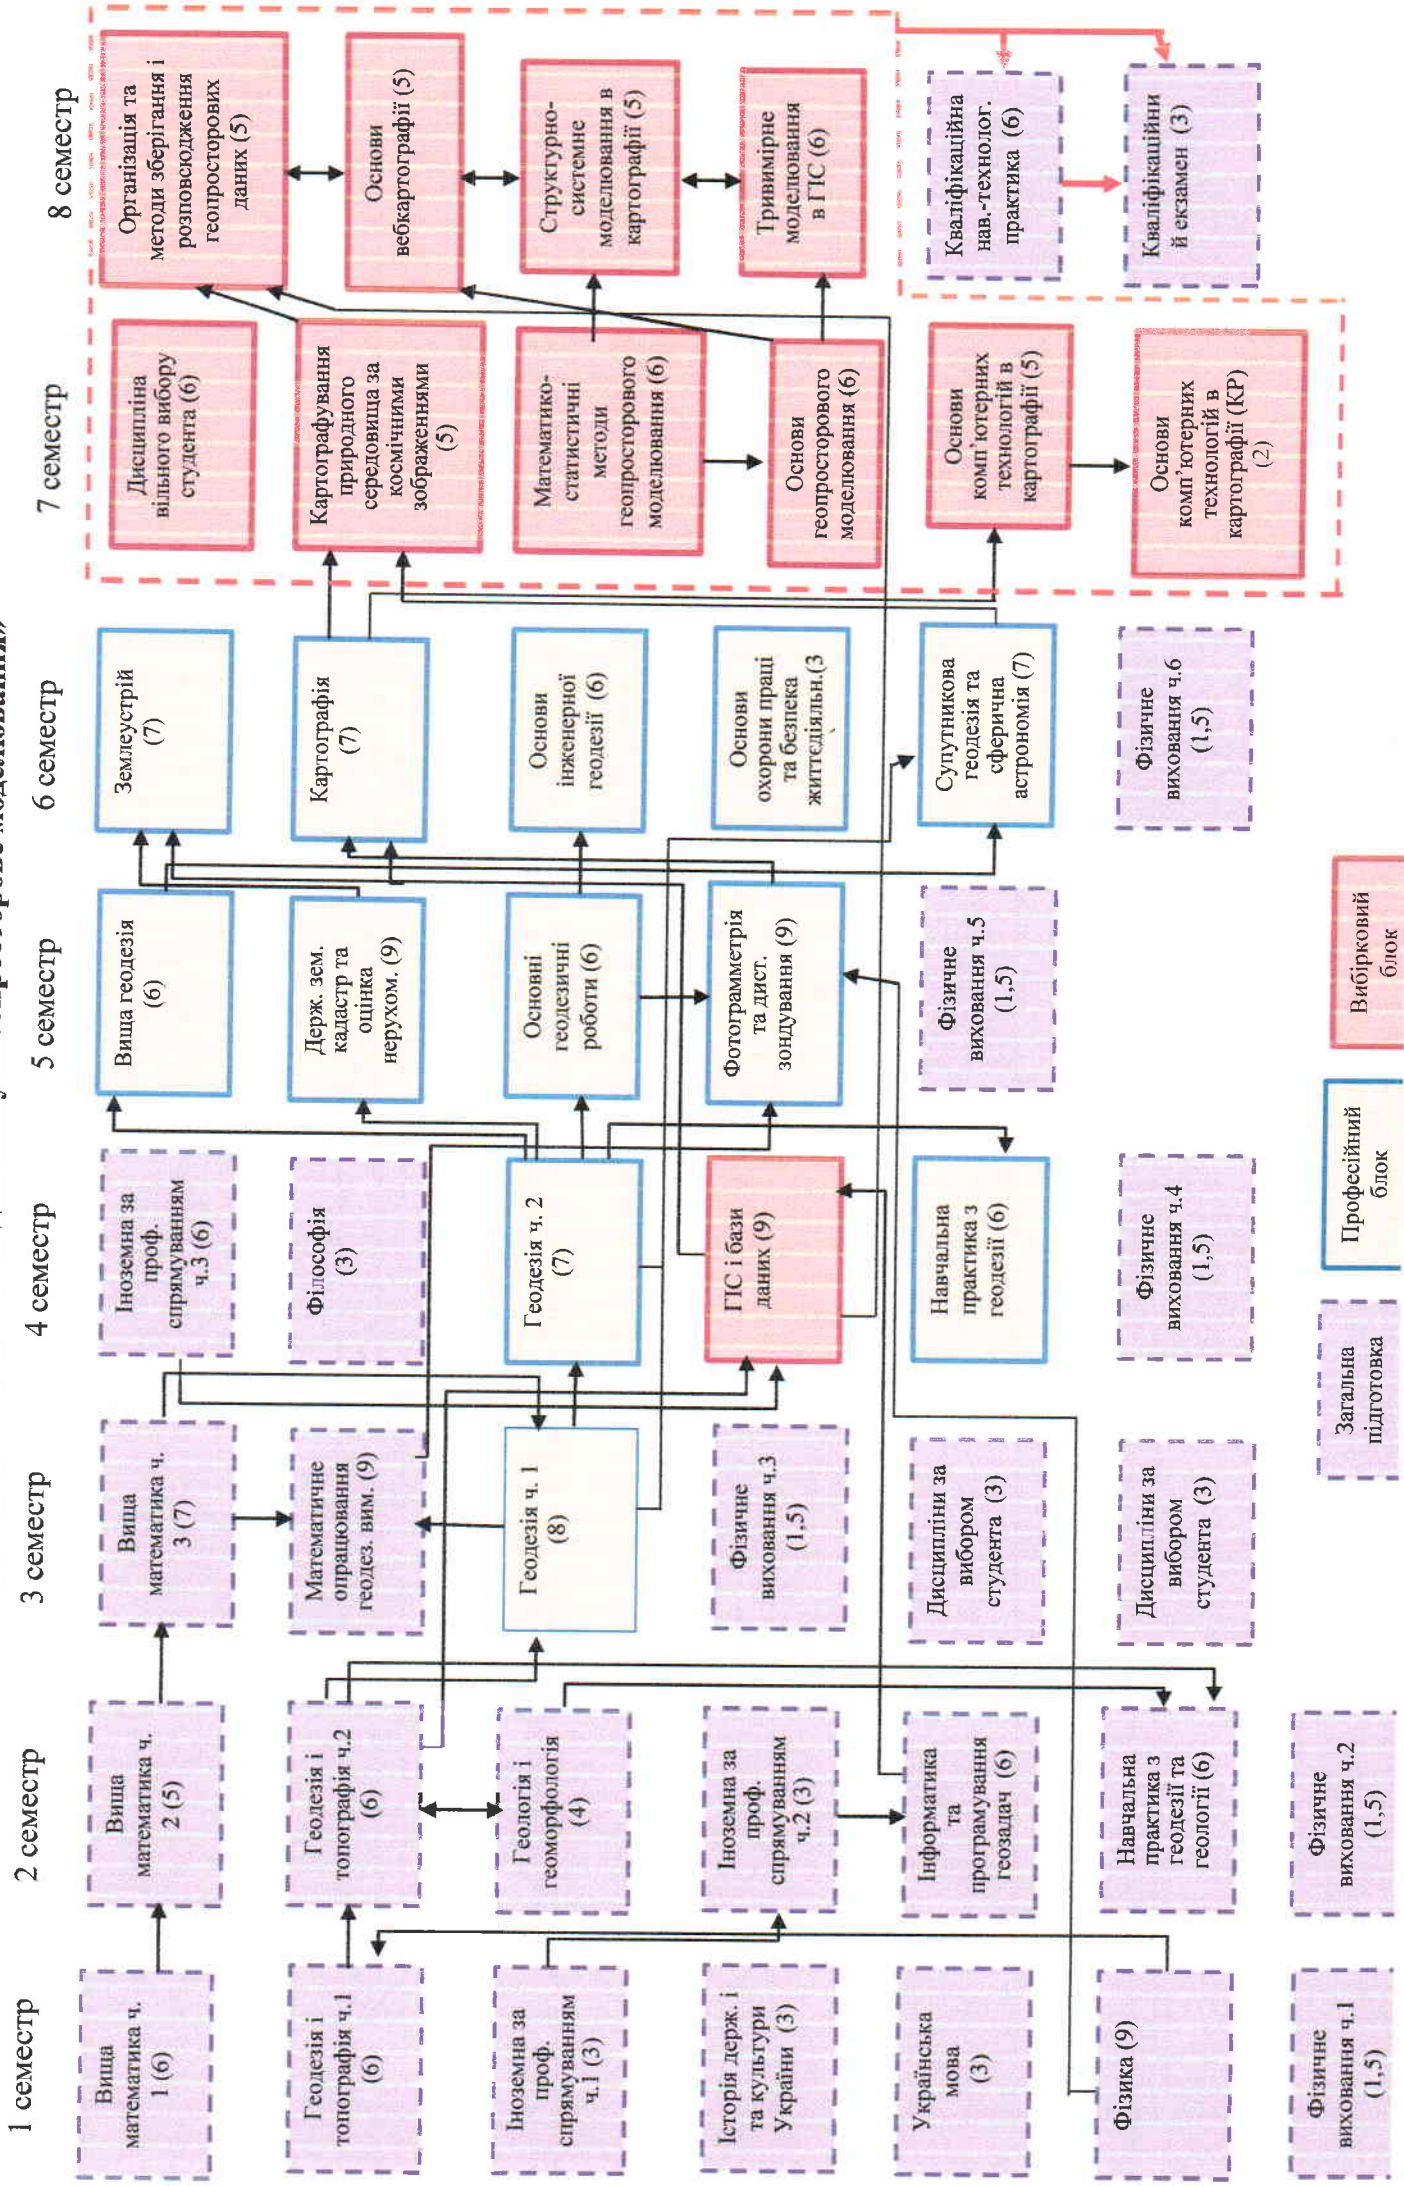 геопросторове моделювання»
1 семестр
2 семестр
3 семестр
4 семестр
5 семестр
6 семестр
7 семестр
8 семестр
Вища
математика ч.
1 (6)
Геодезія і
топографія ч.1
(6)
Іноземна за
проф.
спрямуванням
ч.1 (3)
Історія держ. і
та культури
України (3)
Українська
мова
(3)
Фізика (9)
Фізичне
виховання ч.1
(1,5)
Вища
математика ч.
2 (5)
Геодезія і
топографія ч.2
(6)
Геологія і
геоморфологія
(4)
Іноземна за
проф.
спрямуванням
ч.2 (3)
Інформатика
та
програмування
геозадач (6)
Навчальна
практика з
геодезії та
геології (6)
Фізичне
виховання ч.2
(1,5)
Вища
математика ч.
3 (7)
Математичне
опрацювання
геодез. вим. (9)
Геодезія ч. 1
(8)
Фізичне
виховання ч.3
(1,5)
Дисципліни за
вибором
студента (3)
Дисципліни за
вибором
студента (3)
Іноземна за
проф.
спрямуванням
ч.3 (6)
Філософія
(3)
Геодезія ч. 2
(7)
ГІС і бази
даних (9)
Навчальна
практика з
геодезії (6)
Фізичне
виховання ч.4
(1,5)
Вища геодезія
(6)
Держ. зем.
кадастр та
оцінка
нерухом. (9)
Основні
геодезичні
роботи (6)
Фотограмметрія
та дист.
зондування (9)
Фізичне
виховання ч.5
(1,5)
Землеустрій
(7)
Картографія
(7)
Основи
інженерної
геодезії (6)
Основи
охорони праці
та безпека
життєдіяльн.(3
Супутникова
геодезія та
сферична
астрономія (7)
Фізичне
виховання ч.6
(1,5)
Дисципліна
вільного вибору
студента (6)
Картографування
природного
середовища за
космічними
зображеннями
(5)
Математико-
статистичні
методи
геопросторового
моделювання (6)
Основи
геопросторового
моделювання (6)
Основи
комп’ютерних
технологій в
картографії (5)
Основи
комп’ютерних
технологій в
картографії (КР)
(2)
Організація та
методи зберігання і
розповсюдження
геопросторових
даних (5)
Основи
вебкартографії (5)
Структурно-
системне
моделювання в
картографії (5)
Тривимірне
моделювання
в ГІС (6)
Кваліфікаційна
нав.-технолог.
практика (6)
Кваліфікаційни
й екзамен (3)
Загальна
підготовка
Професійний
блок
Вибірковий
блок